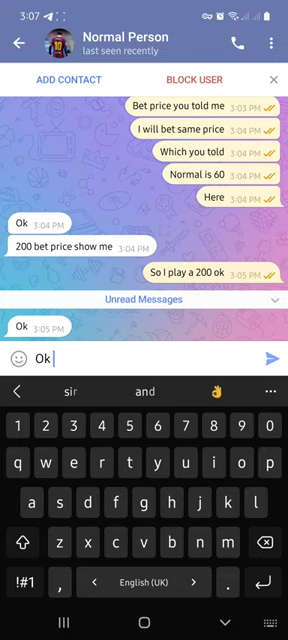 3:07
Normal Person
last seen recently
ADD CONTACT BLOCK USER
Bet price you told me 3:03 PM
I will bet same price 3:04 PM
Which you told 3:04 PM
Normal is 60 3:04 PM
Here 3:04 PM
Ok 3:04 PM
200 bet price show me 3:04 PM
So I play a 200 ok 3:05 PM
Unread Messages
Ok 3:05 PM
Ok
sir and 👌
1 2 3 4 5 6 7 8 9 0
q w e r t y u i o p
a s d f g h j k l
z x c v b n m
!#1 , English (UK) .